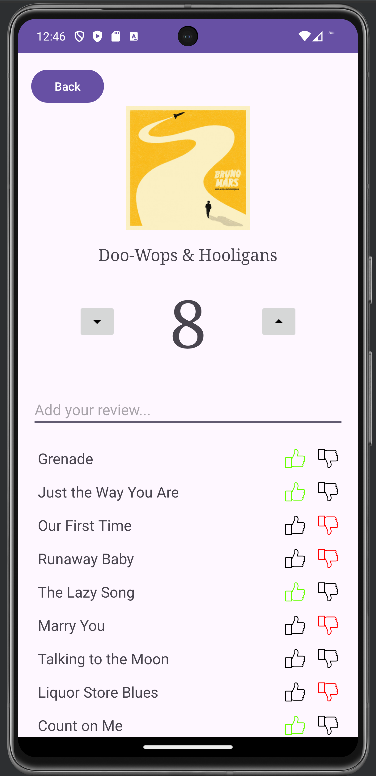 12:46
Back
BRUNO
MARS
Doo-Wops & Hooligans
8
Add your review...
Grenade
Just the Way You Are
Our First Time
Runaway Baby
The Lazy Song
Marry You
Talking to the Moon
Liquor Store Blues
Count on Me